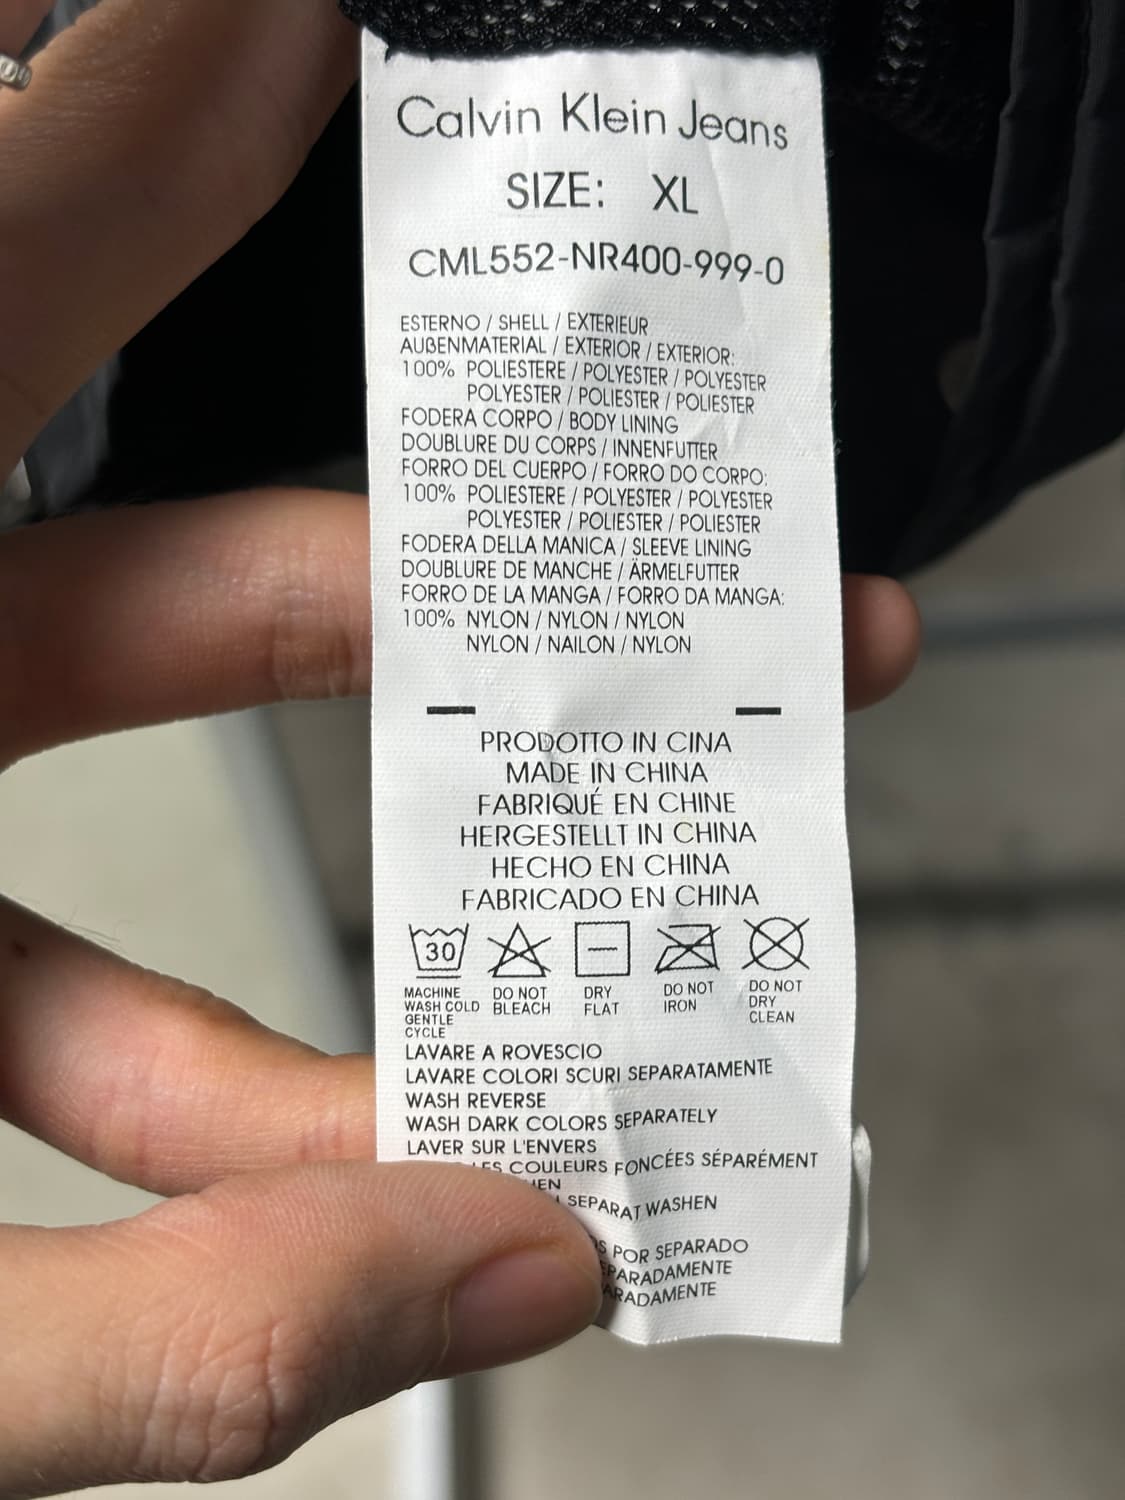 Calvin Klein Jeans
SIZE: XL
CML552-NR400-999-0
ESTERNO / SHELL / EXTERIEUR
AUßENMATERIAL / EXTERIOR / EXTERIOR:
100% POLIESTERE / POLYESTER / POLYESTER
POLYESTER / POLIESTER / POLIESTER
FODERA CORPO / BODY LINING
DOUBLURE DU CORPS / INNENFUTTER
FORRO DEL CUERPO / FORRO DO CORPO:
100% POLIESTERE / POLYESTER / POLYESTER
POLYESTER / POLIESTER / POLIESTER
FODERA DELLA MANICA / SLEEVE LINING
DOUBLURE DE MANCHE / ÄRMELFUTTER
FORRO DE LA MANGA / FORRO DA MANGA:
100% NYLON / NYLON / NYLON
NYLON / NAILON / NYLON
PRODOTTO IN CINA
MADE IN CHINA
FABRIQUÉ EN CHINE
HERGESTELLT IN CHINA
HECHO EN CHINA
FABRICADO EN CHINA
30
MACHINE WASH COLD GENTLE CYCLE
DO NOT BLEACH
DRY FLAT
DO NOT IRON
DO NOT DRY CLEAN
LAVARE A ROVESCIO
LAVARE COLORI SCURI SEPARATAMENTE
WASH REVERSE
WASH DARK COLORS SEPARATELY
LAVER SUR L'ENVERS
COULEURS FONCÉES SÉPARÉMENT
SEPARAT WASHEN
POR SEPARADO